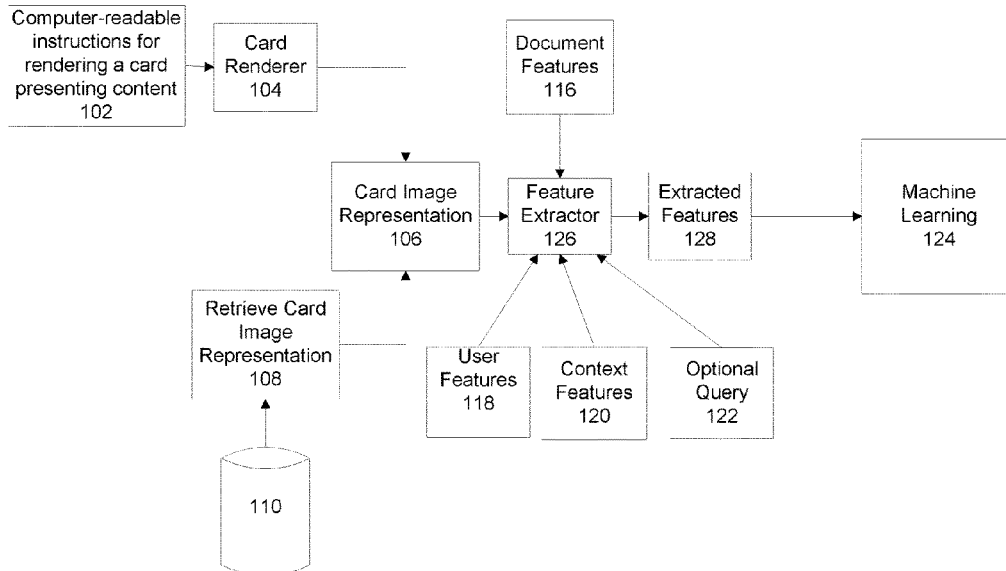 Computer-readable
instructions for
rendering a card
presenting content
102
Card
Renderer
104
Document
Features
116
Card Image
Representation
106
Feature
Extractor
126
Extracted
Features
128
Machine
Learning
124
Retrieve Card
Image
Representation
108
User
Features
118
Context
Features
120
Optional
Query
122
110